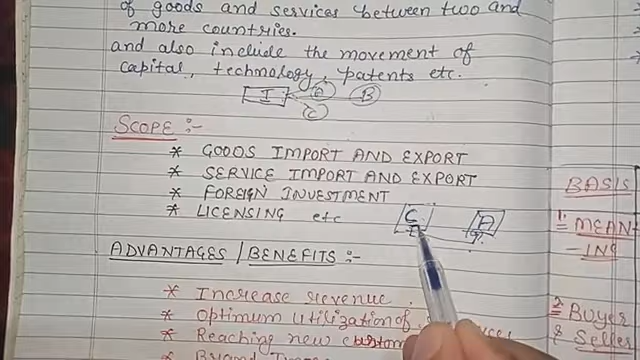 of goods and services between two and
more countries.
and also include the movement of
capital, technology, patents etc.
I
B
C
SCOPE :-
* GOODS IMPORT AND EXPORT
* SERVICE IMPORT AND EXPORT
* FOREIGN INVESTMENT
* LICENSING etc
C
A
ADVANTAGES / BENEFITS :-
* Increase revenue.
* Optimum utilization of
* Reaching new custom
BASIS
1. MEAN
- ING
2. BUYER
& Seller